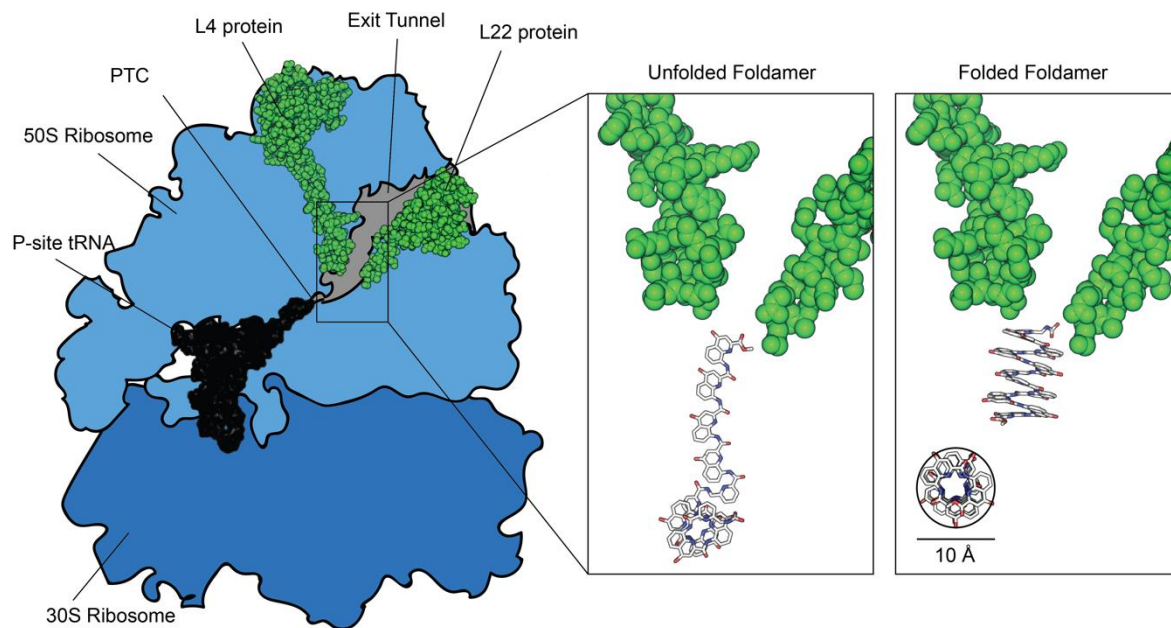 L4 protein
Exit Tunnel
L22 protein
PTC
50S Ribosome
P-site tRNA
30S Ribosome
Unfolded Foldamer
Folded Foldamer
10 Å